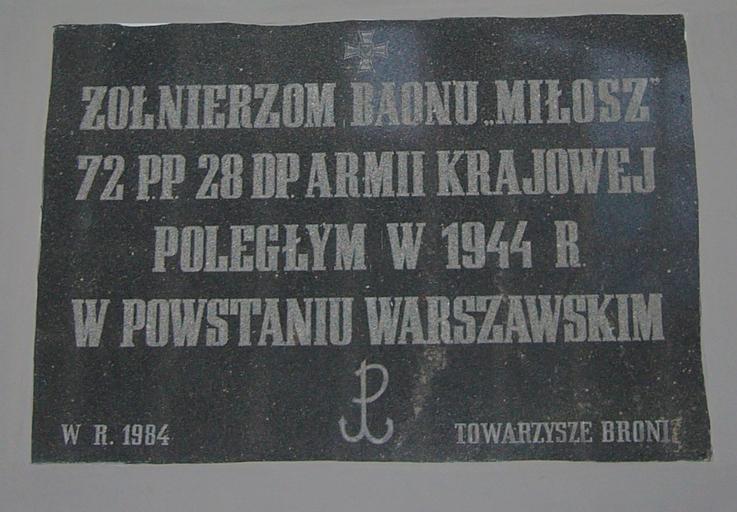 ŻOŁNIERZOM BAONU „MIŁOSZ”
72 P.P. 28 DP. ARMII KRAJOWEJ
POLEGŁYM W 1944 R.
W POWSTANIU WARSZAWSKIM
W R. 1984
TOWARZYSZE BRONI